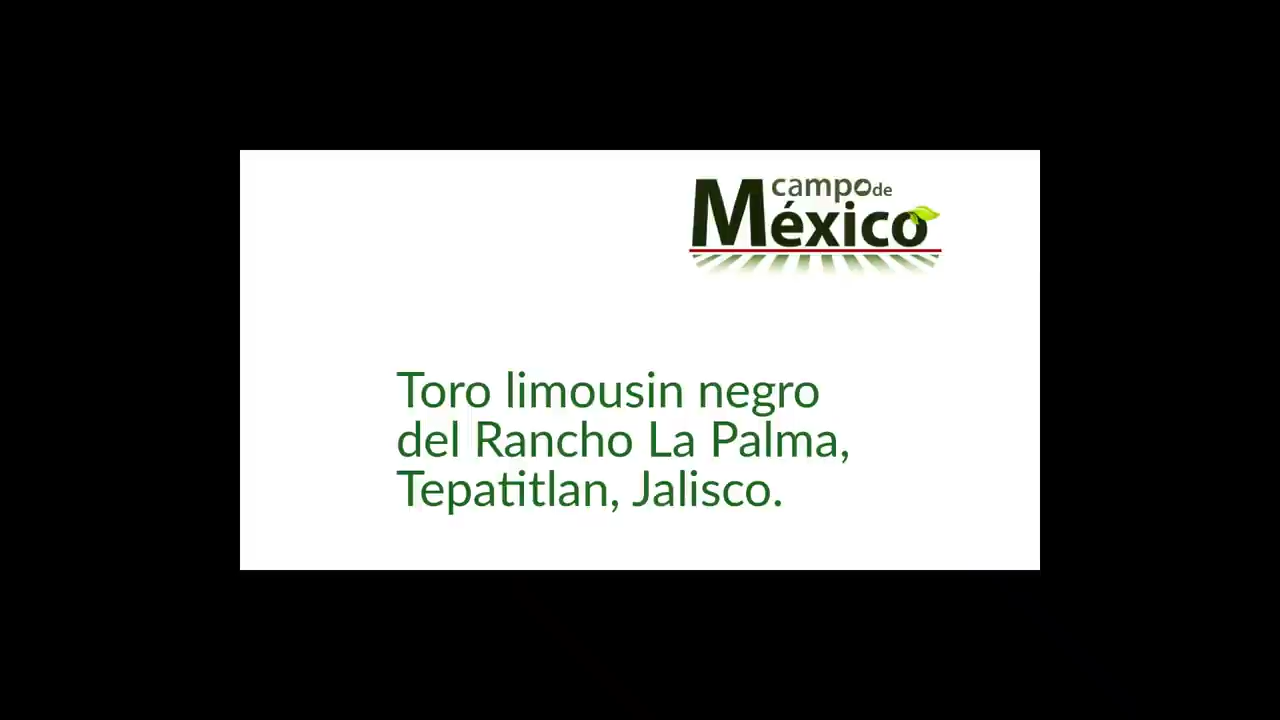 campo de
México
Toro limousin negro
del Rancho La Palma,
Tepatitlan, Jalisco.